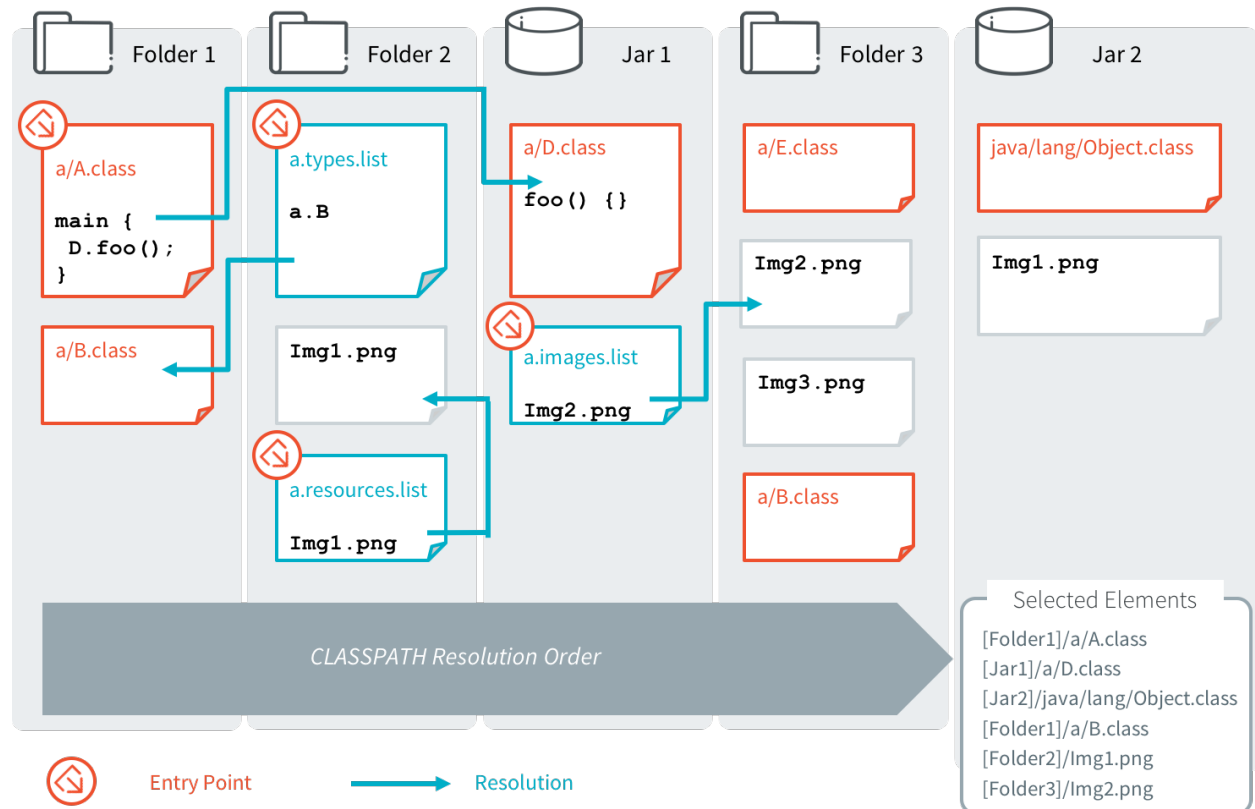 Folder 1
Folder 2
Jar 1
Folder 3
Jar 2
a/A.class
main {
D.foo();
}
a/B.class
a.types.list
a.B
Img1.png
a.resources.list
Img1.png
a/D.class
foo() {}
a.images.list
Img2.png
a/E.class
Img2.png
Img3.png
a/B.class
java/lang/Object.class
Img1.png
CLASSPATH Resolution Order
Selected Elements
[Folder1]/a/A.class
[Jar1]/a/D.class
[Jar2]/java/lang/Object.class
[Folder1]/a/B.class
[Folder2]/Img1.png
[Folder3]/Img2.png
Entry Point
Resolution